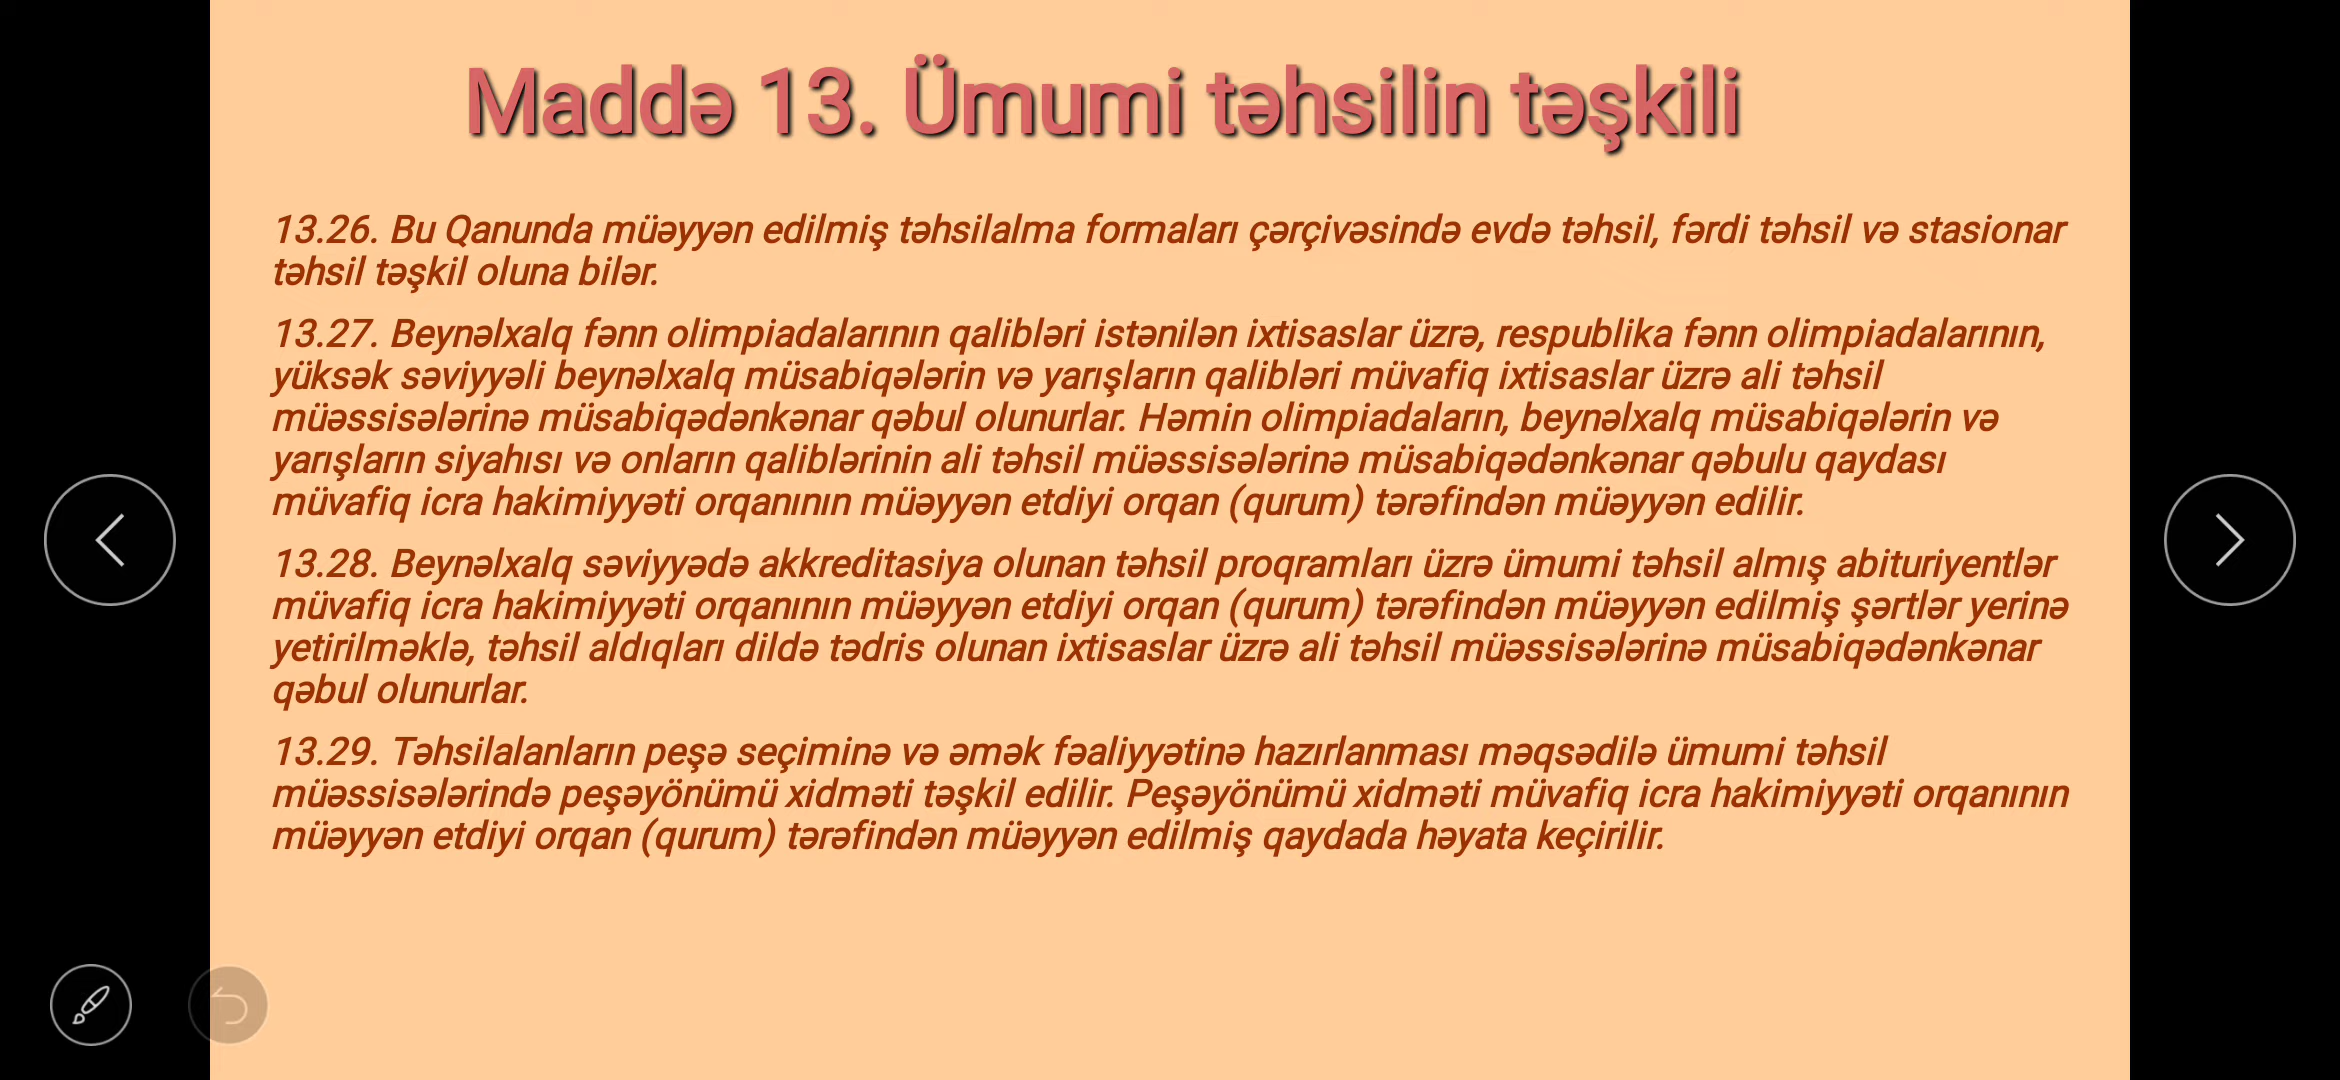 Maddə 13. Ümumi təhsilin təşkili
13.26. Bu Qanunda müəyyən edilmiş təhsilalma formaları çərçivəsində evdə təhsil, fərdi təhsil və stasionar
təhsil təşkil oluna bilər.
13.27. Beynəlxalq fənn olimpiadalarının qalibləri istənilən ixtisaslar üzrə, respublika fənn olimpiadalarının,
yüksək səviyyəli beynəlxalq müsabiqələrin və yarışların qalibləri müvafiq ixtisaslar üzrə ali təhsil
müəssisələrinə müsabiqədənkənar qəbul olunurlar. Həmin olimpiadaların, beynəlxalq müsabiqələrin və
yarışların siyahısı və onların qaliblərinin ali təhsil müəssisələrinə müsabiqədənkənar qəbulu qaydası
müvafiq icra hakimiyyəti orqanının müəyyən etdiyi orqan (qurum) tərəfindən müəyyən edilir.
13.28. Beynəlxalq səviyyədə akkreditasiya olunan təhsil proqramları üzrə ümumi təhsil almış abituriyentlər
müvafiq icra hakimiyyəti orqanının müəyyən etdiyi orqan (qurum) tərəfindən müəyyən edilmiş şərtlər yerinə
yetirilməklə, təhsil aldıqları dildə tədris olunan ixtisaslar üzrə ali təhsil müəssisələrinə müsabiqədənkənar
qəbul olunurlar.
13.29. Təhsilalanların peşə seçiminə və əmək fəaliyyətinə hazırlanması məqsədilə ümumi təhsil
müəssisələrində peşəyönümü xidməti təşkil edilir. Peşəyönümü xidməti müvafiq icra hakimiyyəti orqanının
müəyyən etdiyi orqan (qurum) tərəfindən müəyyən edilmiş qaydada həyata keçirilir.